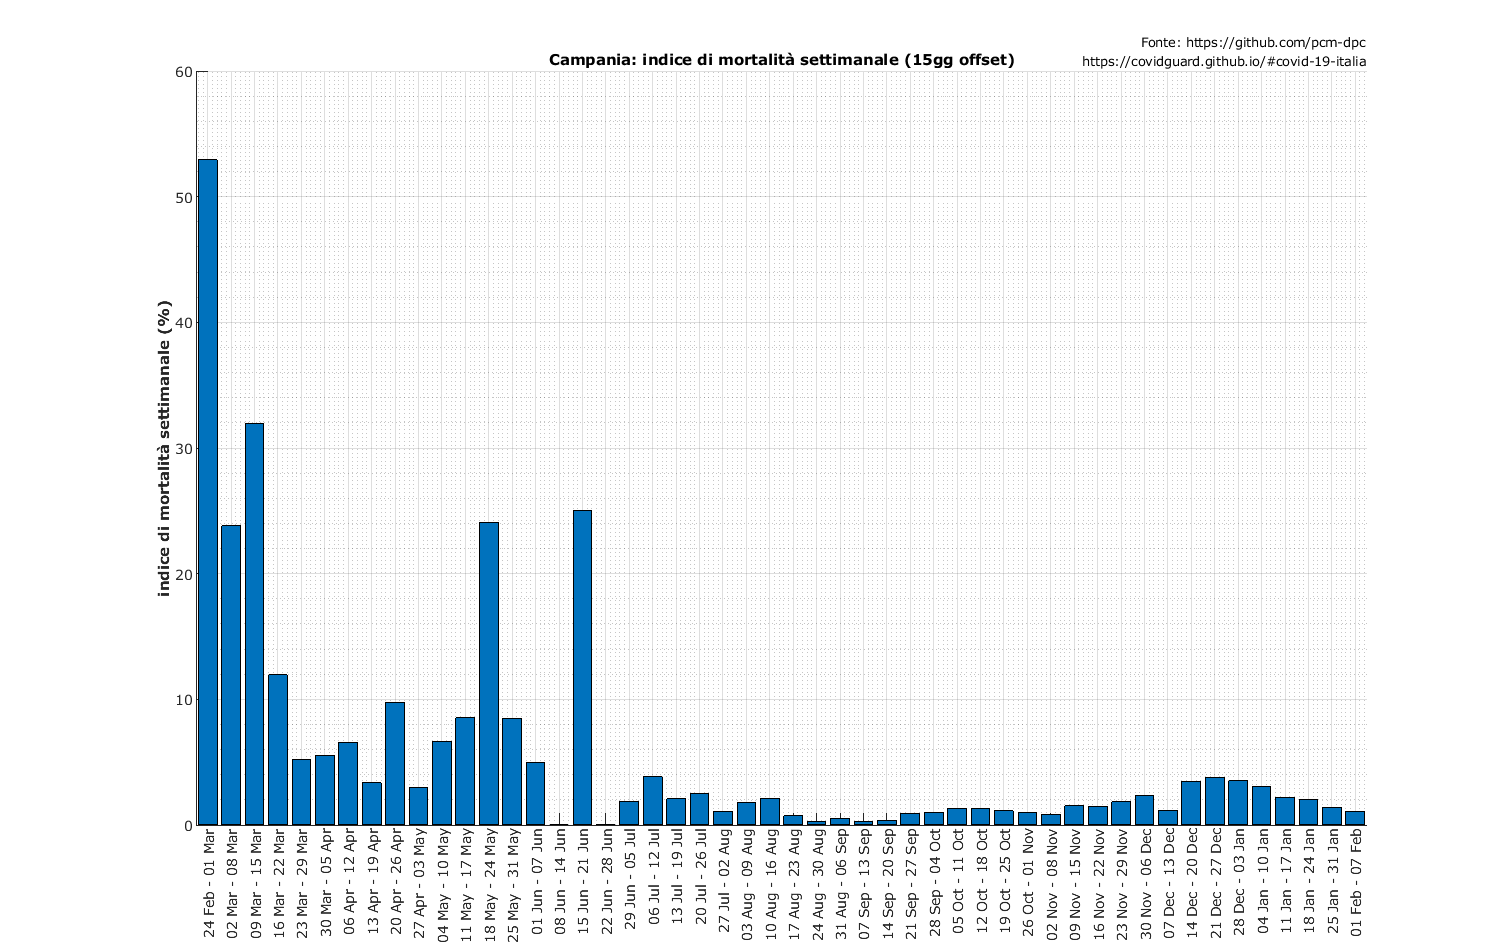 Fonte: https://github.com/pcm-dpc
Campania: indice di mortalità settimanale (15gg offset)
https://covidguard.github.io/#covid-19-italia
indice di mortalità settimanale (%)
60
50
40
30
20
10
0
24 Feb - 01 Mar
02 Mar - 08 Mar
09 Mar - 15 Mar
16 Mar - 22 Mar
23 Mar - 29 Mar
30 Mar - 05 Apr
06 Apr - 12 Apr
13 Apr - 19 Apr
20 Apr - 26 Apr
27 Apr - 03 May
04 May - 10 May
11 May - 17 May
18 May - 24 May
25 May - 31 May
01 Jun - 07 Jun
08 Jun - 14 Jun
15 Jun - 21 Jun
22 Jun - 28 Jun
29 Jun - 05 Jul
06 Jul - 12 Jul
13 Jul - 19 Jul
20 Jul - 26 Jul
27 Jul - 02 Aug
03 Aug - 09 Aug
10 Aug - 16 Aug
17 Aug - 23 Aug
24 Aug - 30 Aug
31 Aug - 06 Sep
07 Sep - 13 Sep
14 Sep - 20 Sep
21 Sep - 27 Sep
28 Sep - 04 Oct
05 Oct - 11 Oct
12 Oct - 18 Oct
19 Oct - 25 Oct
26 Oct - 01 Nov
02 Nov - 08 Nov
09 Nov - 15 Nov
16 Nov - 22 Nov
23 Nov - 29 Nov
30 Nov - 06 Dec
07 Dec - 13 Dec
14 Dec - 20 Dec
21 Dec - 27 Dec
28 Dec - 03 Jan
04 Jan - 10 Jan
11 Jan - 17 Jan
18 Jan - 24 Jan
25 Jan - 31 Jan
01 Feb - 07 Feb